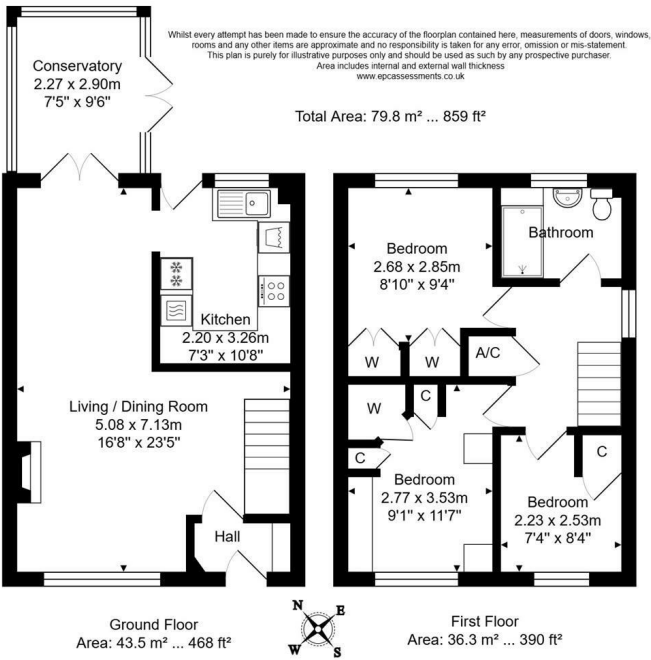 Whilst every attempt has been made to ensure the accuracy of the floorplan contained here, measurements of doors, windows,
rooms and any other items are approximate and no responsibility is taken for any error, omission or mis-statement.
This plan is purely for illustrative purposes only and should be used as such by any prospective purchaser.
Area includes internal and external wall thickness
www.epcassessments.co.uk
Total Area: 79.8 m² ... 859 ft²
Conservatory
2.27 x 2.90m
7'5" x 9'6"
Kitchen
2.20 x 3.26m
7'3" x 10'8"
Living / Dining Room
5.08 x 7.13m
16'8" x 23'5"
Hall
Bedroom
2.68 x 2.85m
8'10" x 9'4"
Bathroom
W
W
A/C
W
C
C
Bedroom
2.77 x 3.53m
9'1" x 11'7"
C
Bedroom
2.23 x 2.53m
7'4" x 8'4"
Ground Floor
Area: 43.5 m² ... 468 ft²
N
E
W
S
First Floor
Area: 36.3 m² ... 390 ft²